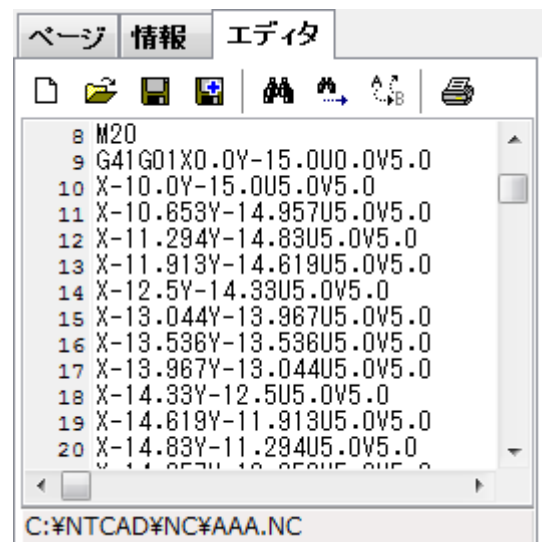 ページ 情報 エディタ
8 M20
9 G41G01X0.0Y-15.0U0.0V5.0
10 X-10.0Y-15.0U5.0V5.0
11 X-10.653Y-14.957U5.0V5.0
12 X-11.294Y-14.83U5.0V5.0
13 X-11.913Y-14.619U5.0V5.0
14 X-12.5Y-14.33U5.0V5.0
15 X-13.044Y-13.967U5.0V5.0
16 X-13.536Y-13.536U5.0V5.0
17 X-13.967Y-13.044U5.0V5.0
18 X-14.33Y-12.5U5.0V5.0
19 X-14.619Y-11.913U5.0V5.0
20 X-14.83Y-11.294U5.0V5.0
C:¥NTCAD¥NC¥AAA.NC